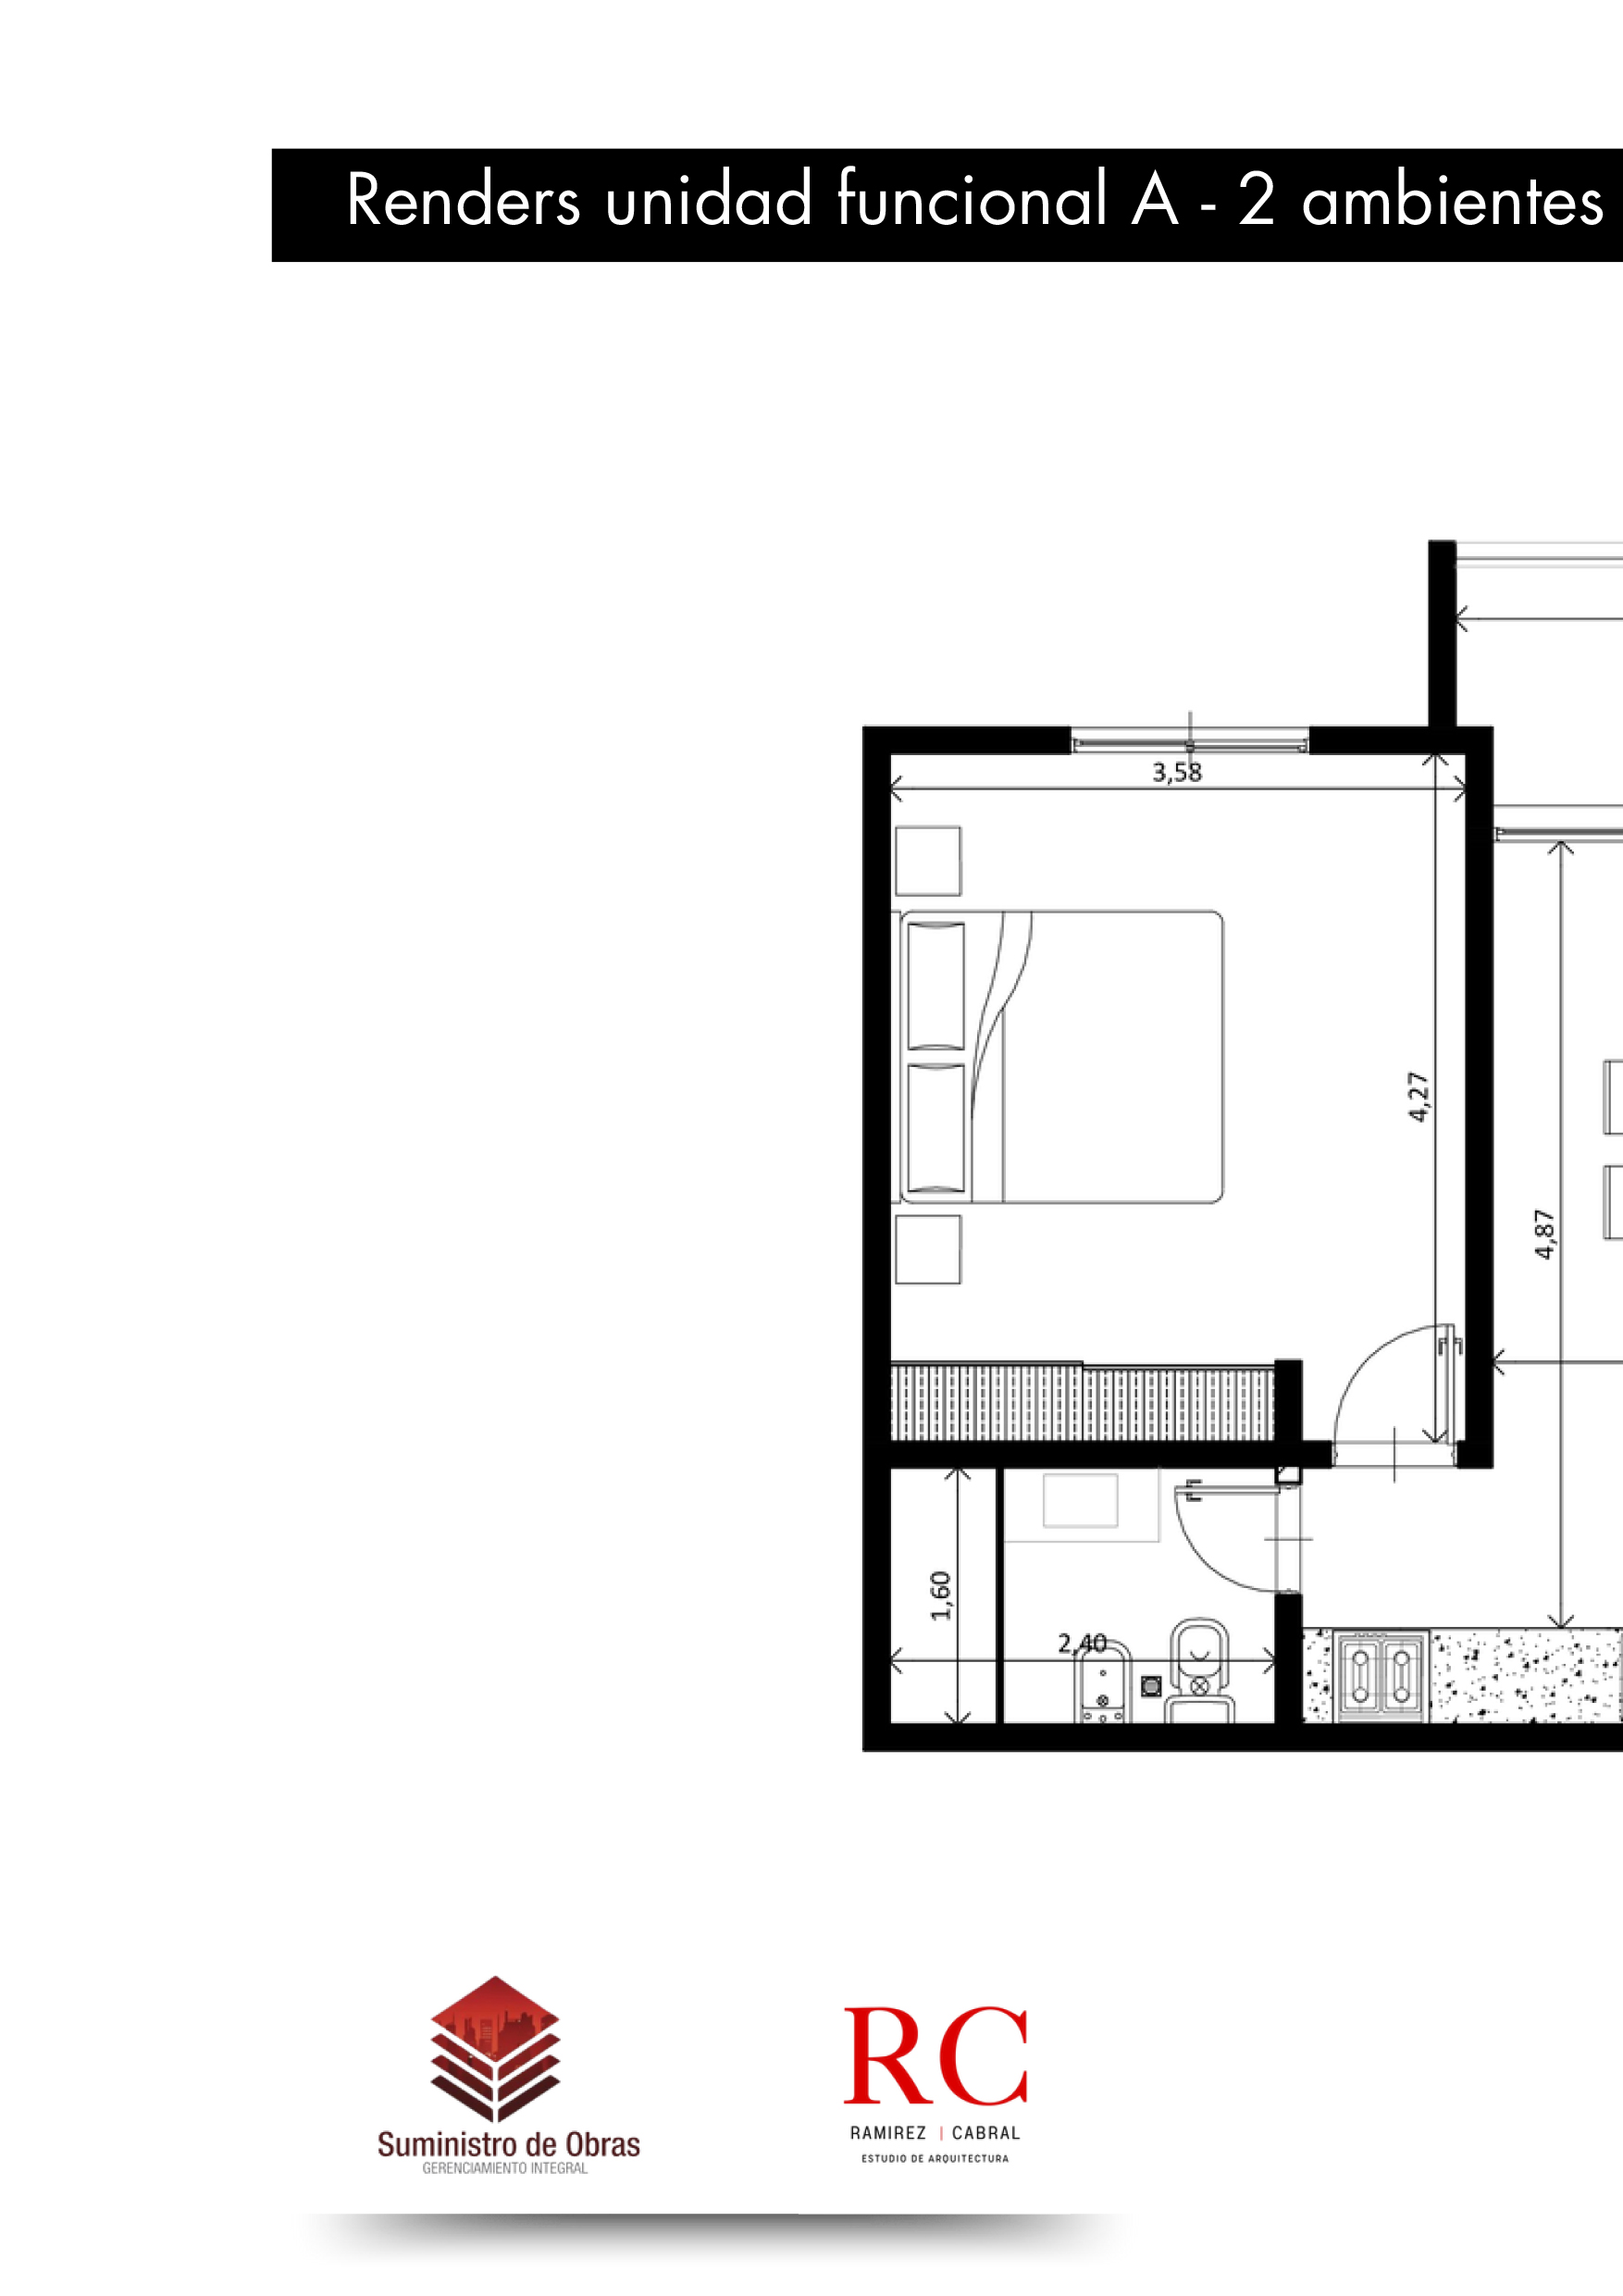 Renders unidad funcional A - 2 ambientes
3,58
4,27
4,87
1,60
2,40
RC
RAMIREZ | CABRAL
ESTUDIO DE ARQUITECTURA
Suministro de Obras
GERENCIAMIENTO INTEGRAL